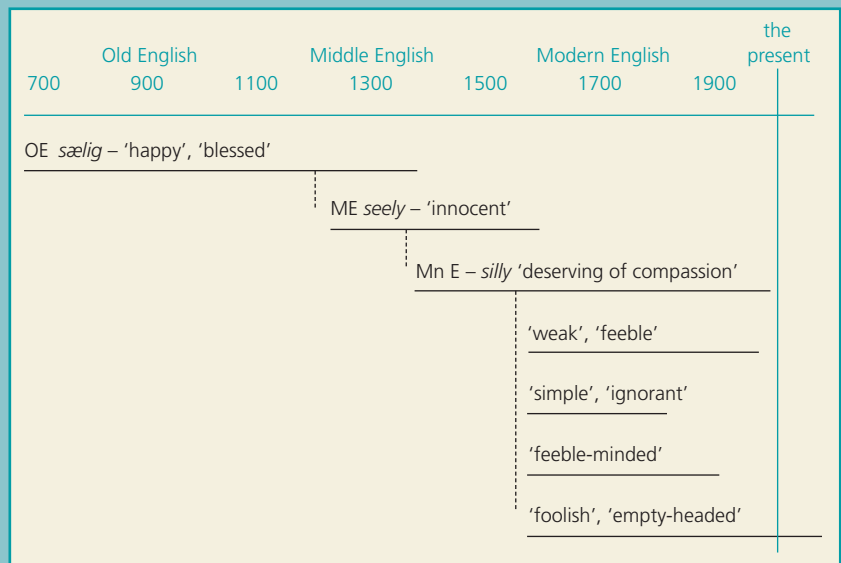 the
Old English Middle English Modern English present
700 900 1100 1300 1500 1700 1900
OE sælig – ‘happy’, ‘blessed’
ME seely – ‘innocent’
Mn E – silly ‘deserving of compassion’
‘weak’, ‘feeble’
‘simple’, ‘ignorant’
‘feeble-minded’
‘foolish’, ‘empty-headed’